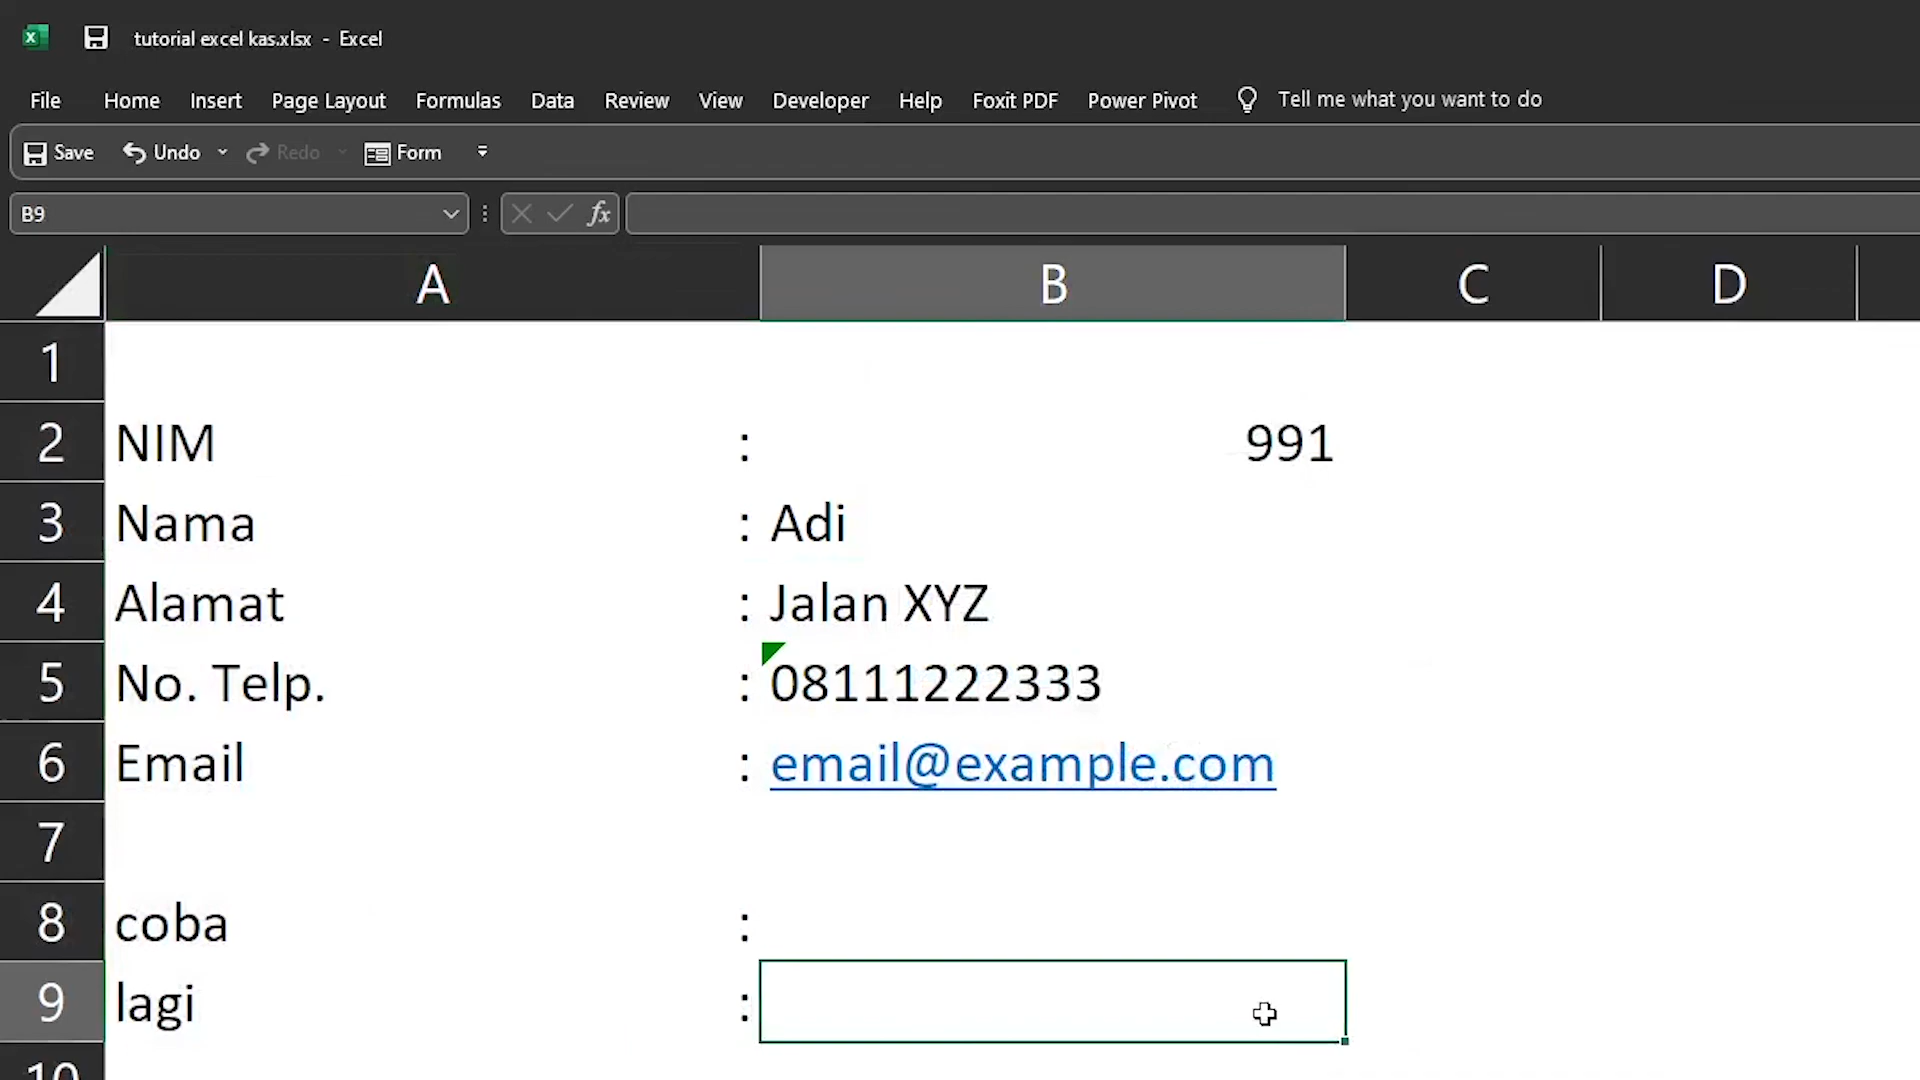 tutorial excel kas.xlsx - Excel
File Home Insert Page Layout Formulas Data Review View Developer Help Foxit PDF Power Pivot Tell me what you want to do
Save Undo Redo Form
B9 fx
A B C D
1
2 NIM : 991
3 Nama : Adi
4 Alamat : Jalan XYZ
5 No. Telp. : 08111222333
6 Email : email@example.com
7
8 coba :
9 lagi :
10